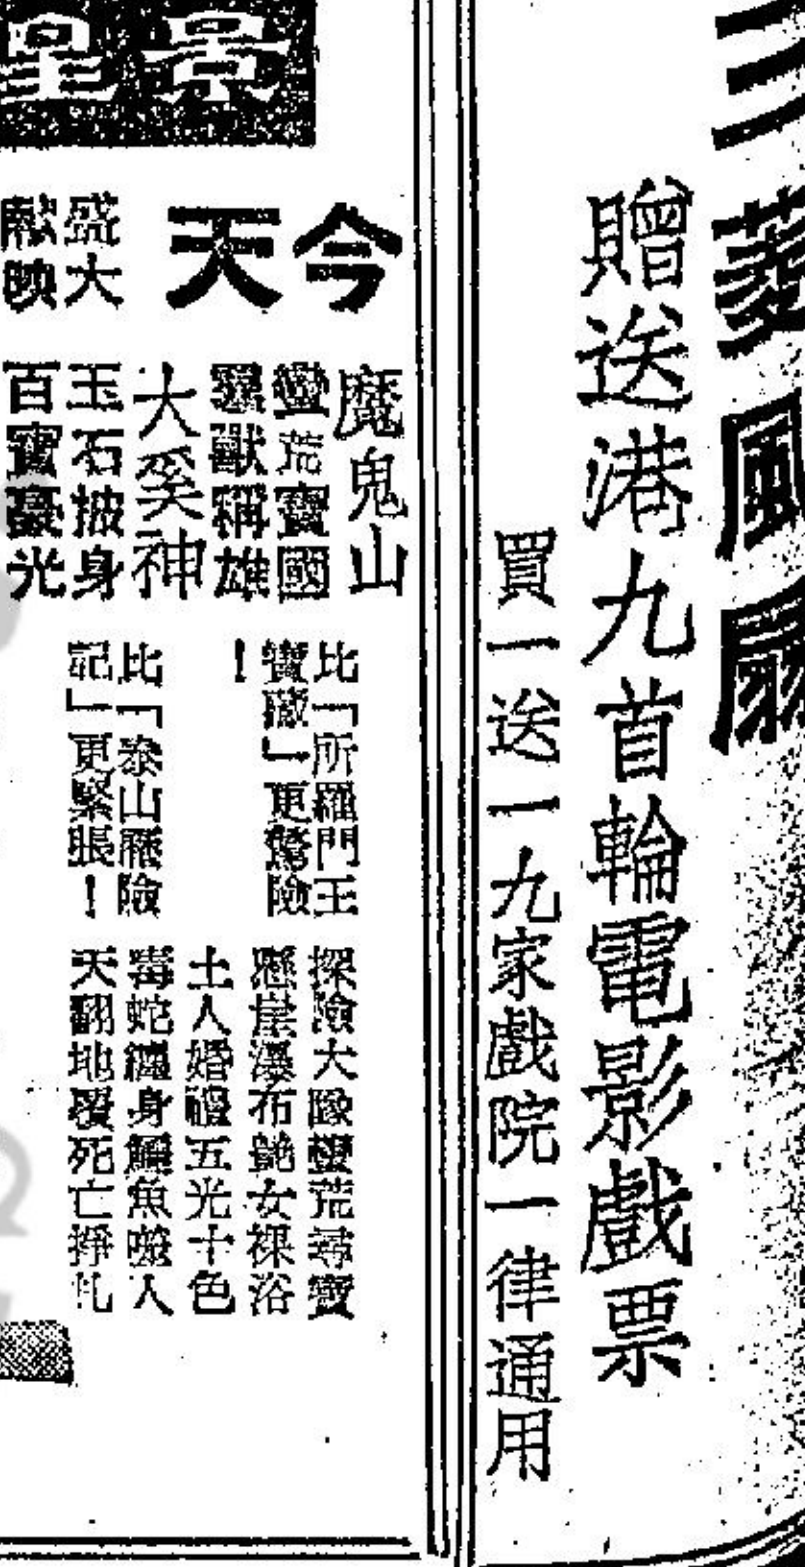 三菱風扇
贈送港九首輪電影戲票
買一送一九家戲院一律通用
景星
今天
盛大
獻映
魔鬼山
蠻荒寶國
羣獸稱雄
大奚神
玉石披身
百寶豪光
比「所羅門王
寶藏」更驚險
！
比「泰山歷險
記」更緊張！
探險大隊蠻荒尋寶
懸崖瀑布艷女裸浴
土人婚禮五光十色
毒蛇纏身鱷魚噬人
天翻地覆死亡掙扎